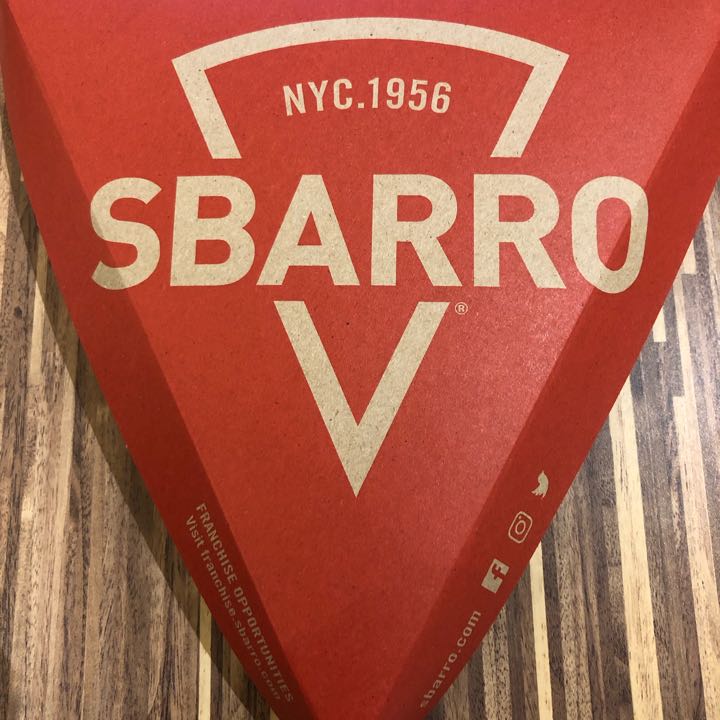 NYC.1956
SBARRO
®
FRANCHISE OPPORTUNITIES
Visit franchise.sbarro.com
sbarro.com